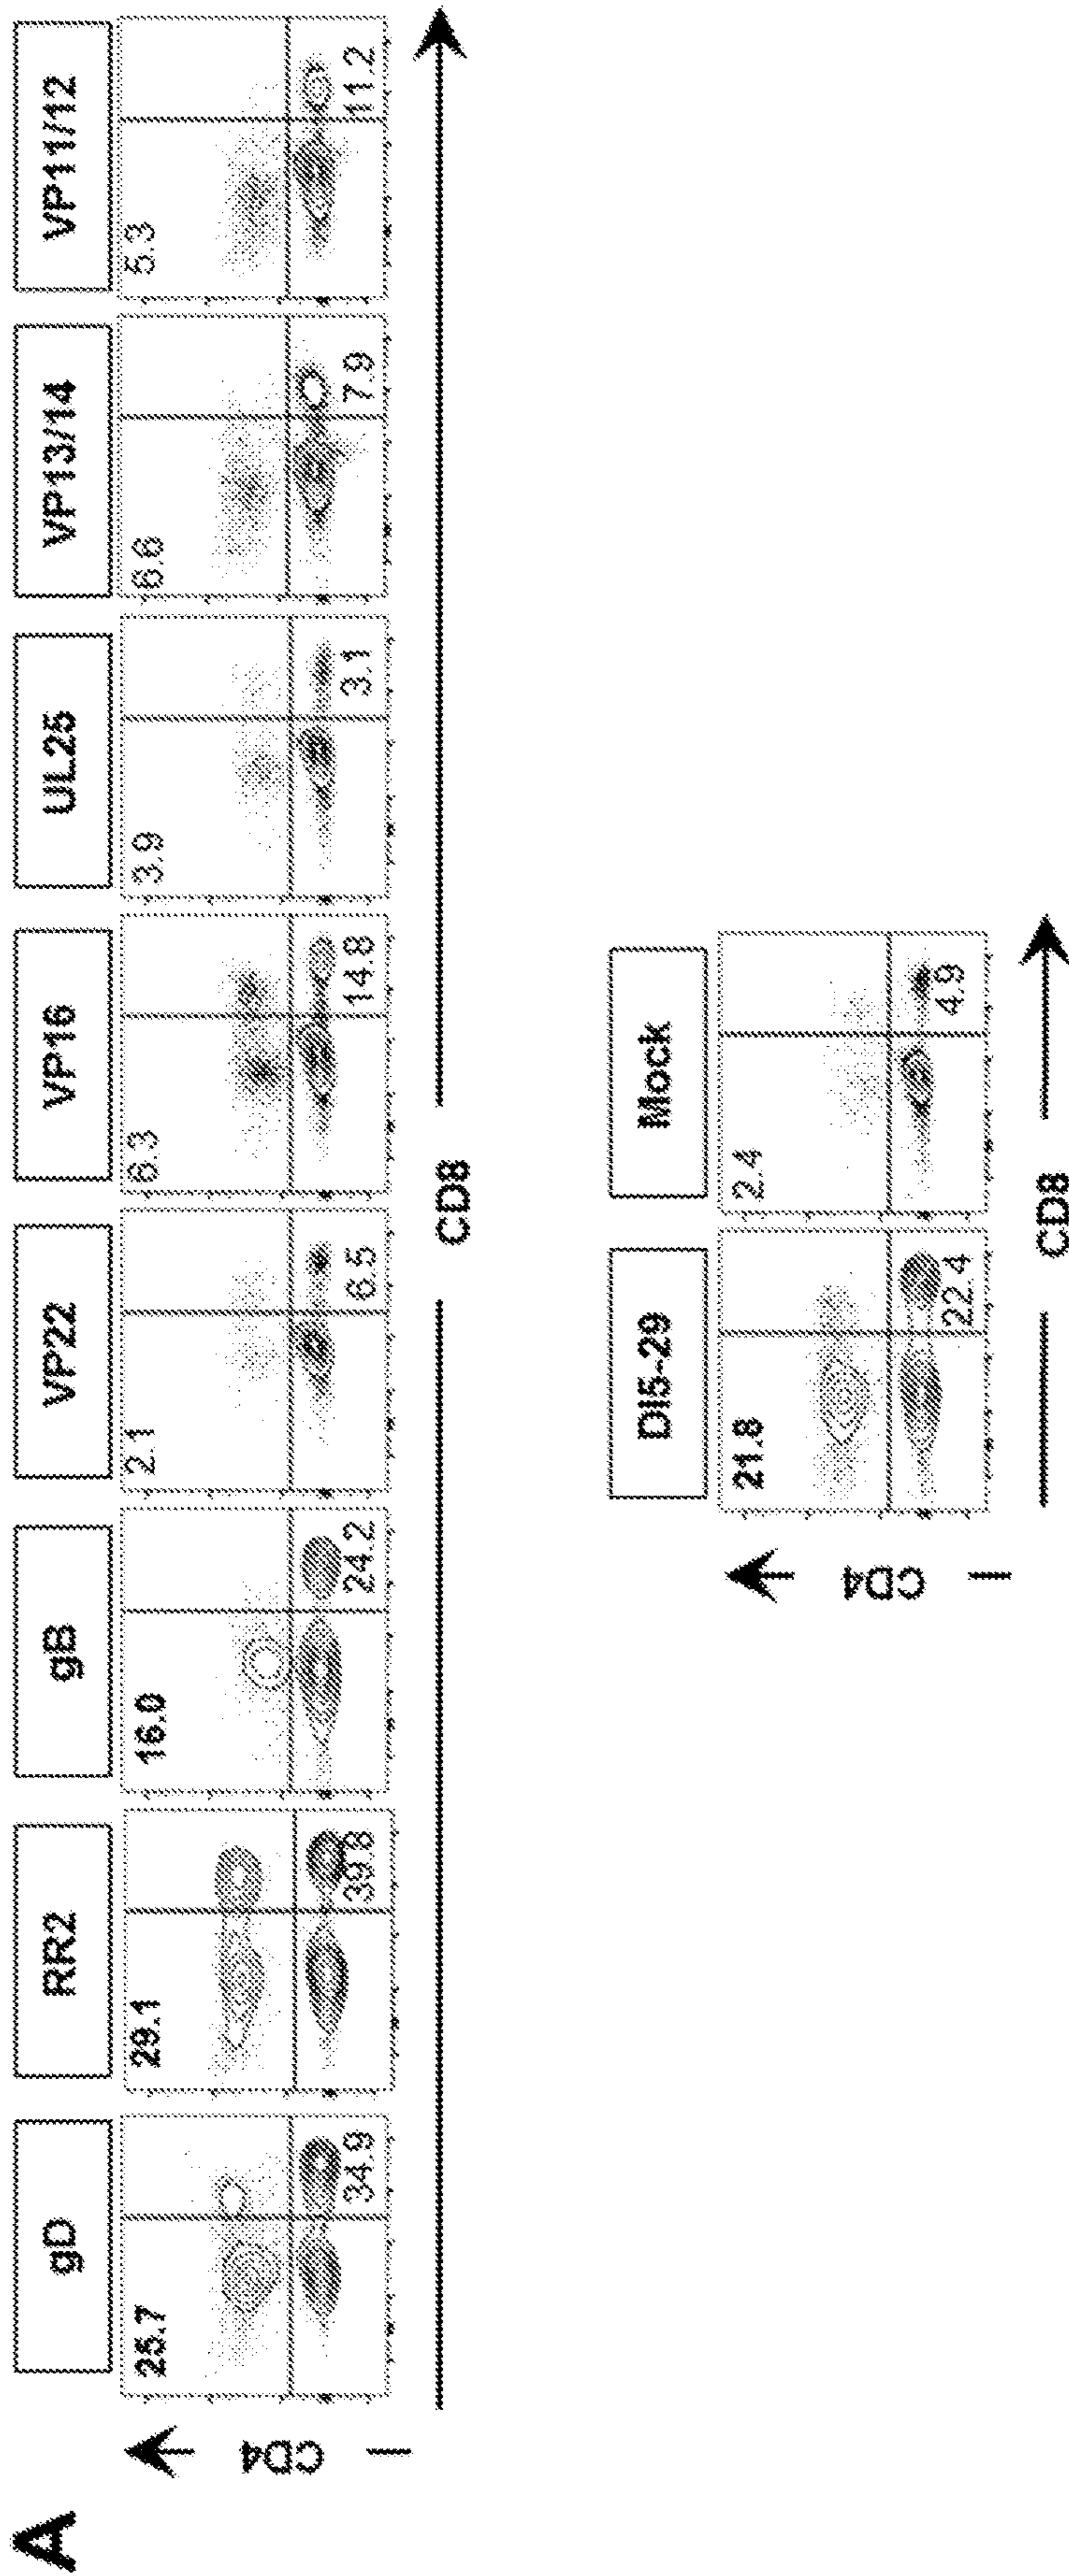 A
gD
RR2
gB
VP22
VP16
UL25
VP13/14
VP11/12
CD4
25.7
34.9
29.1
39.8
16.0
24.2
2.1
6.5
6.3
14.8
3.9
3.1
6.6
7.9
5.3
11.2
CD8
DI5-29
Mock
CD4
21.8
22.4
2.4
4.9
CD8